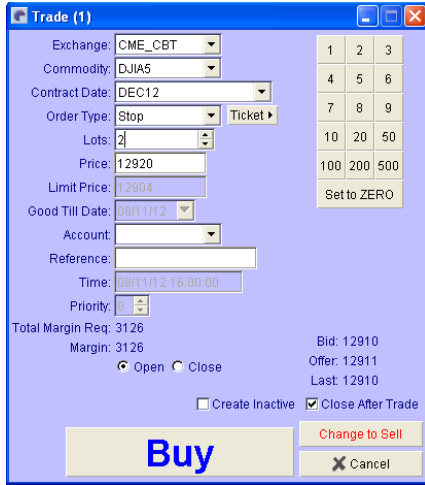 Trade (1)
Exchange: CME_CBT
Commodity: DJIA5
Contract Date: DEC12
Order Type: Stop Ticket
Lots: 2
Price: 12920
Limit Price: 12904
Good Till Date: 08/11/12
Account:
Reference:
Time: 08/11/12 16:00:00
Priority: 0
Total Margin Req: 3126
Margin: 3126
Open Close
1 2 3
4 5 6
7 8 9
10 20 50
100 200 500
Set to ZERO
Bid: 12910
Offer: 12911
Last: 12910
Create Inactive Close After Trade
Buy
Change to Sell
Cancel